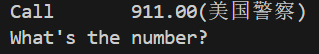 Call       911.00(美国警察)
What's the number?